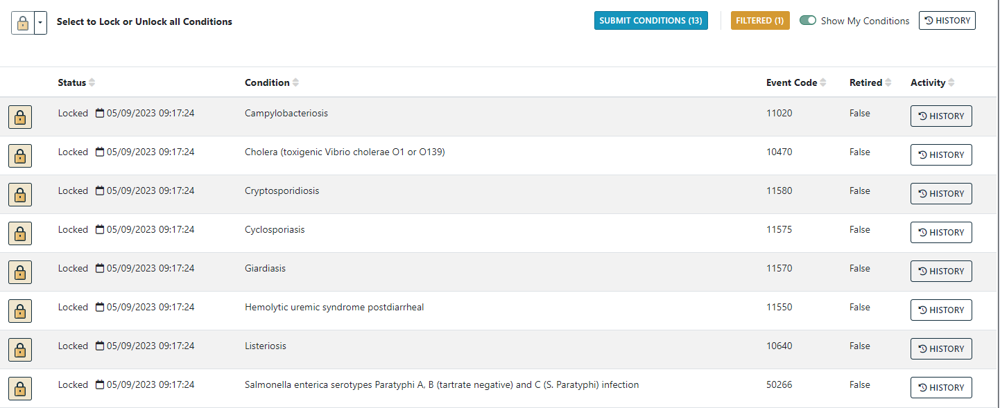 Select to Lock or Unlock all Conditions SUBMIT CONDITIONS (13) FILTERED (1) Show My Conditions HISTORY
Status Condition Event Code Retired Activity
Locked 05/09/2023 09:17:24 Campylobacteriosis 11020 False HISTORY
Locked 05/09/2023 09:17:24 Cholera (toxigenic Vibrio cholerae O1 or O139) 10470 False HISTORY
Locked 05/09/2023 09:17:24 Cryptosporidiosis 11580 False HISTORY
Locked 05/09/2023 09:17:24 Cyclosporiasis 11575 False HISTORY
Locked 05/09/2023 09:17:24 Giardiasis 11570 False HISTORY
Locked 05/09/2023 09:17:24 Hemolytic uremic syndrome postdiarrheal 11550 False HISTORY
Locked 05/09/2023 09:17:24 Listeriosis 10640 False HISTORY
Locked 05/09/2023 09:17:24 Salmonella enterica serotypes Paratyphi A, B (tartrate negative) and C (S. Paratyphi) infection 50266 False HISTORY